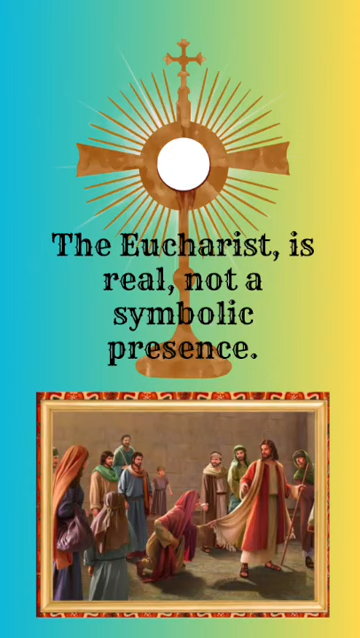 The Eucharist, is
real, not a
symbolic
presence.